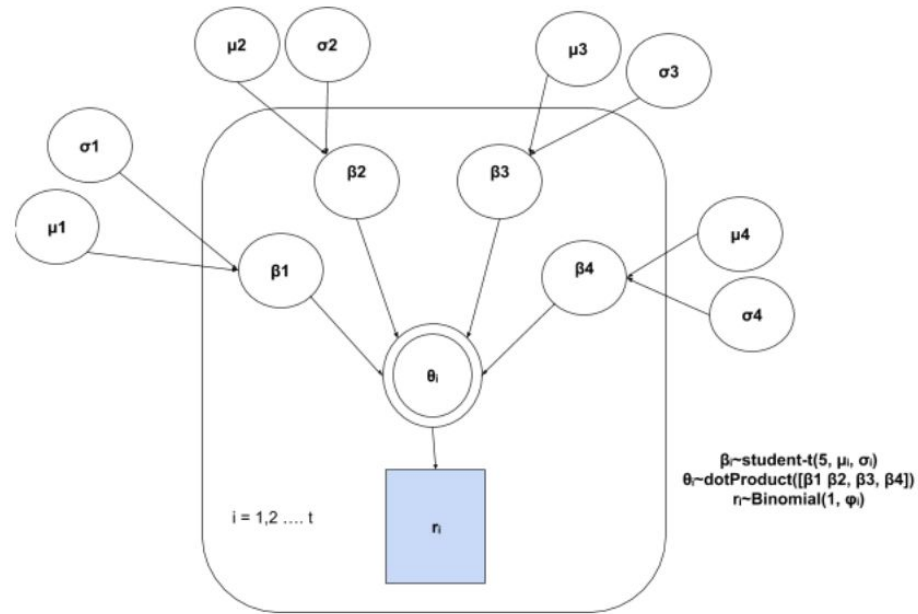 μ2
σ2
μ3
σ3
σ1
μ1
β2
β3
β1
β4
μ4
σ4
θᵢ
rᵢ
i = 1,2 .... t
βᵢ~student-t(5, μᵢ, σᵢ)
θᵢ~dotProduct([β1 β2, β3, β4])
rᵢ~Binomial(1, φᵢ)